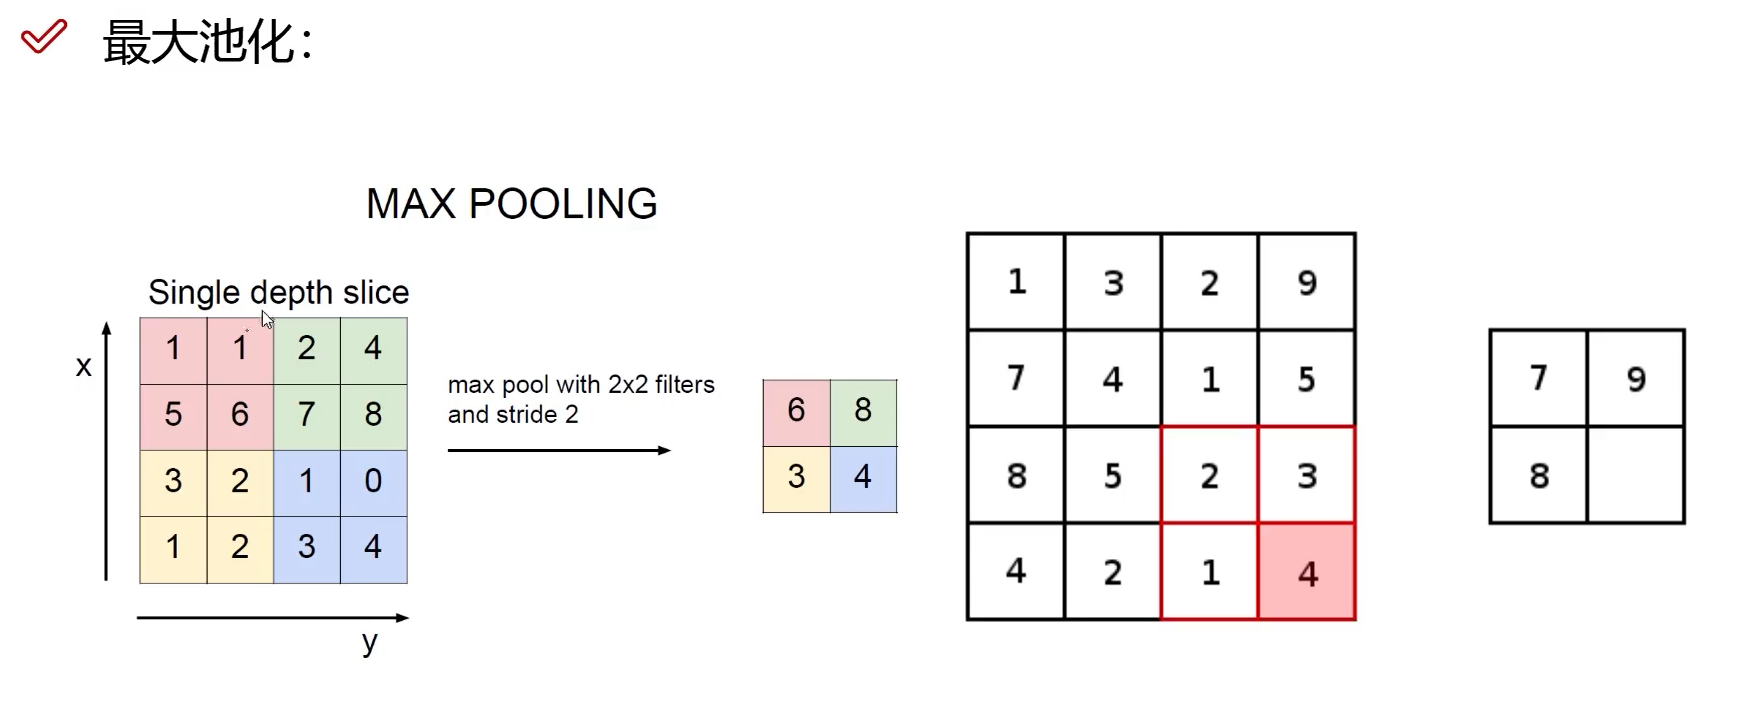 最大池化：
MAX POOLING
Single depth slice
x
1 1 2 4
5 6 7 8
3 2 1 0
1 2 3 4
y
max pool with 2x2 filters
and stride 2
6 8
3 4
1 3 2 9
7 4 1 5
8 5 2 3
4 2 1 4
7 9
8